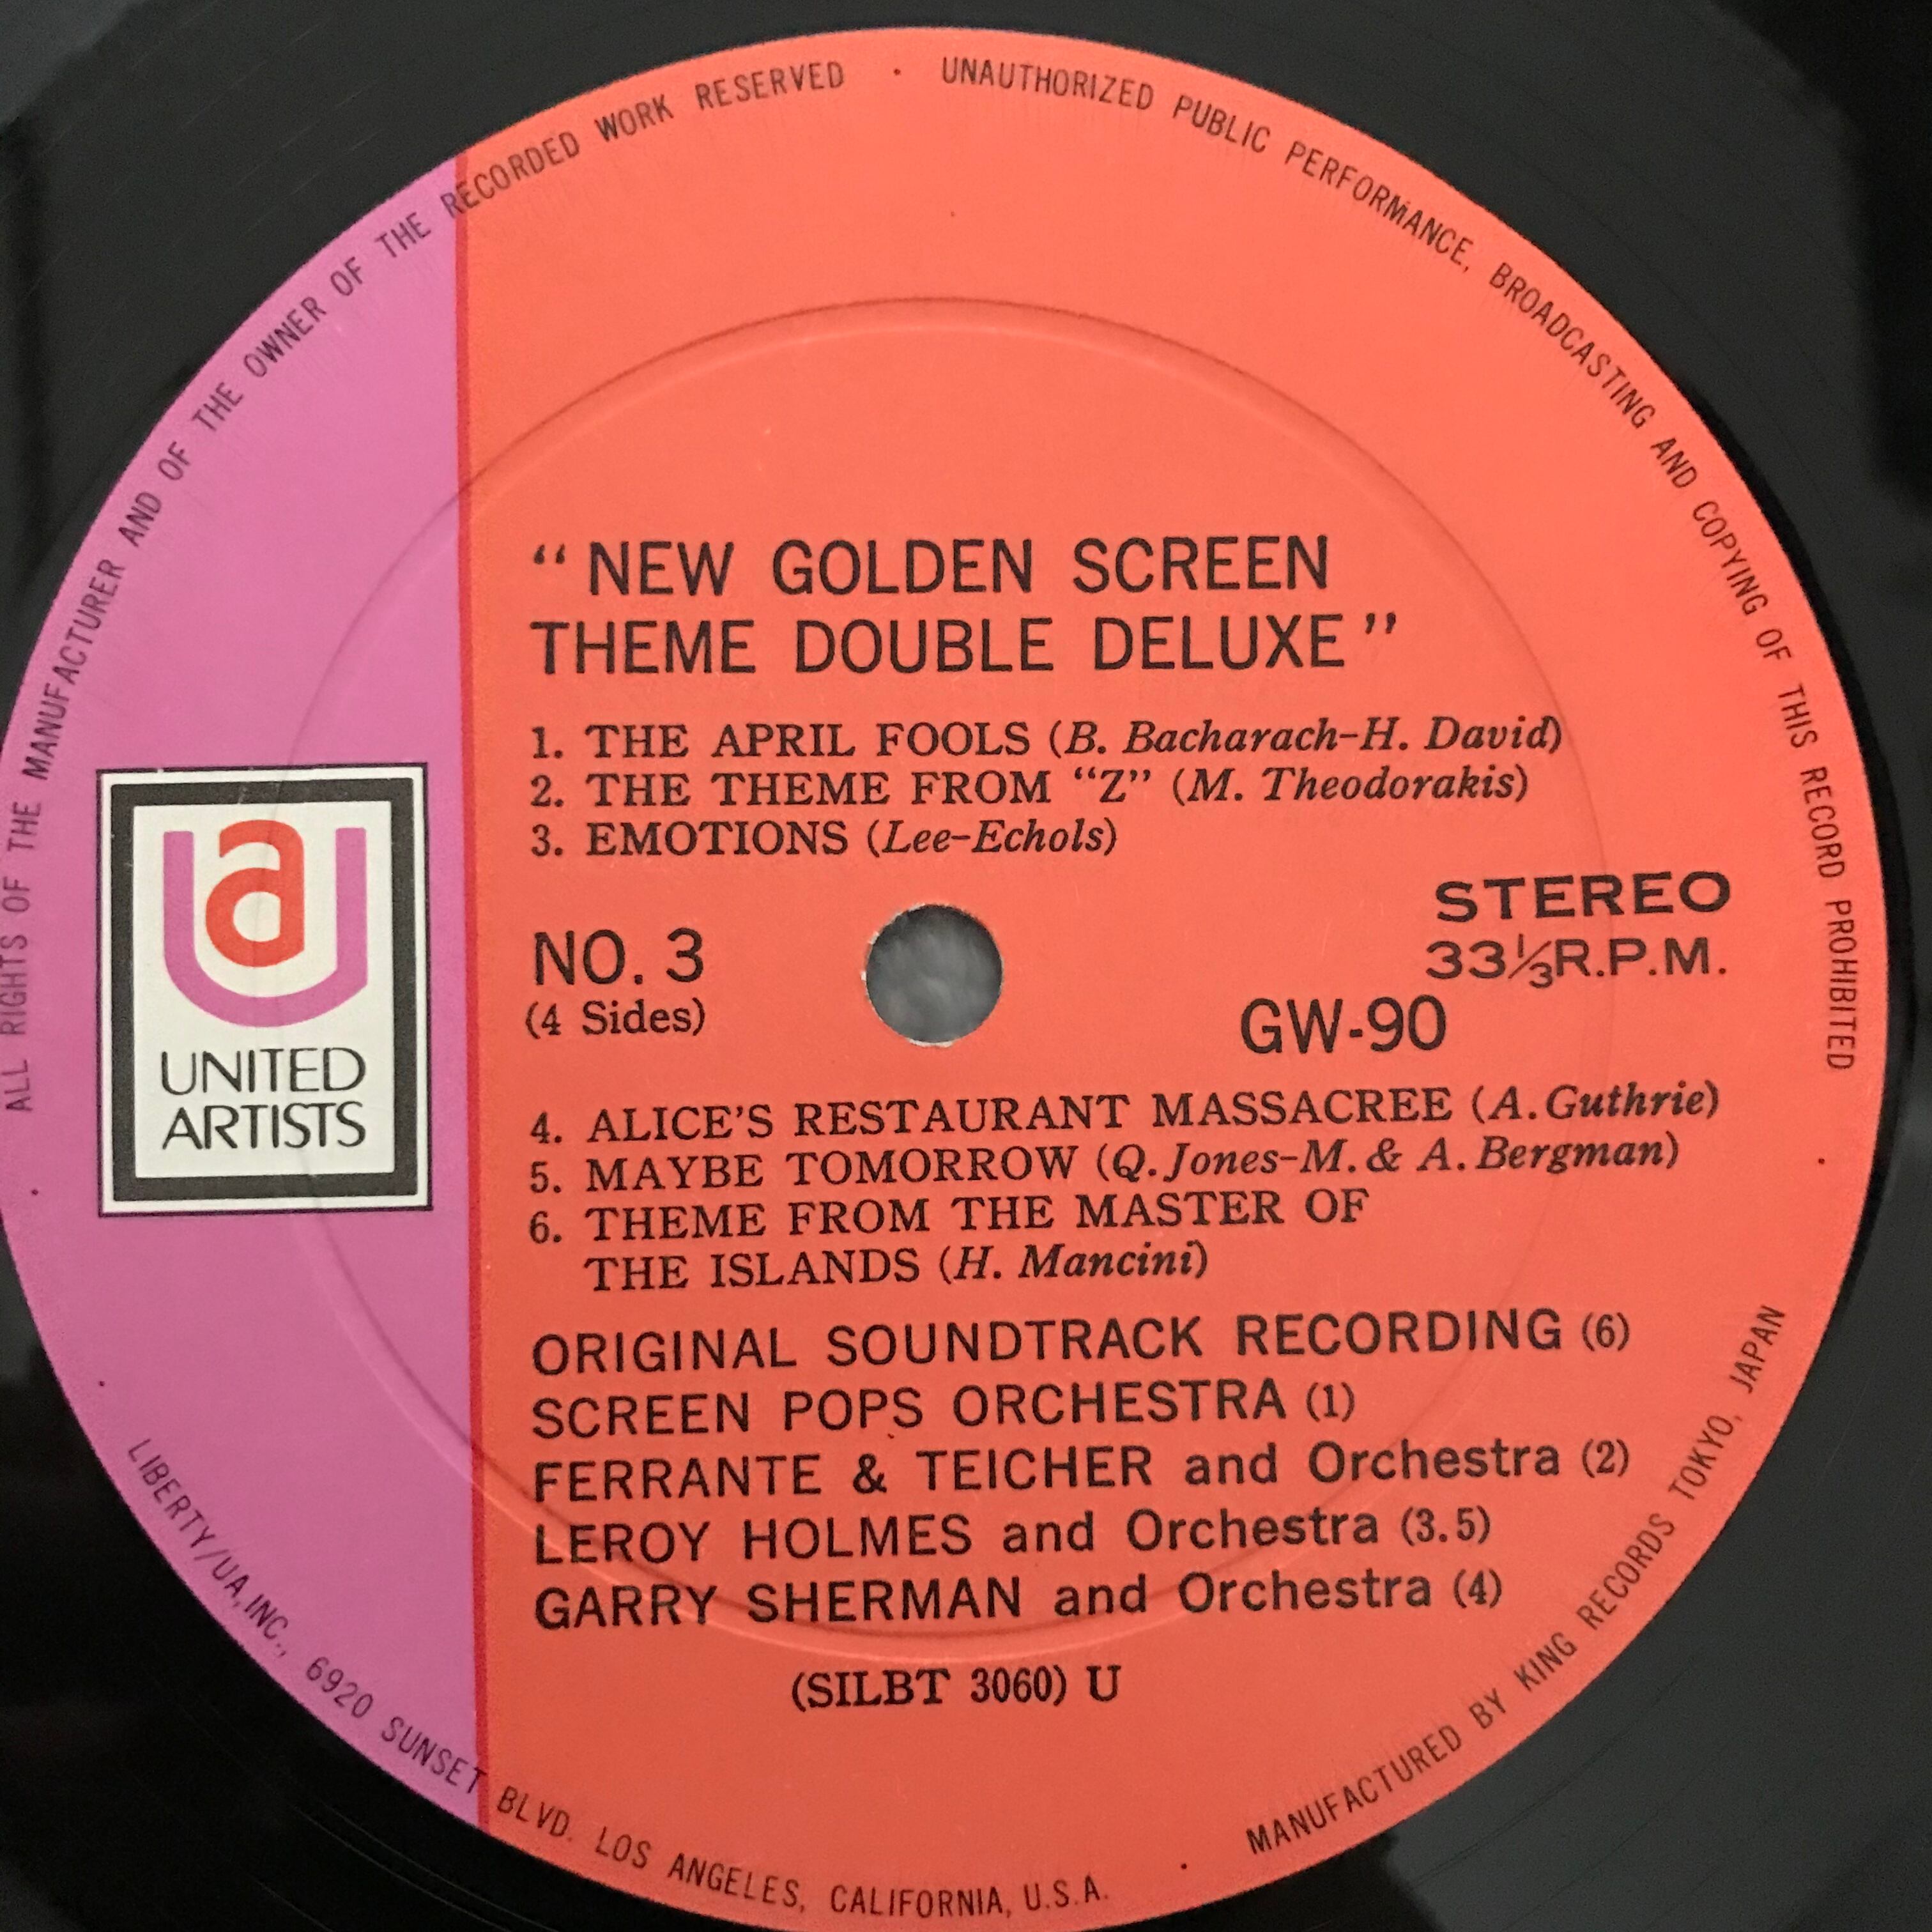 ALL RIGHTS OF THE MANUFACTURER AND OF THE OWNER OF THE RECORDED WORK RESERVED · UNAUTHORIZED PUBLIC PERFORMANCE, BROADCASTING AND COPYING OF THIS RECORD PROHIBITED ·
“NEW GOLDEN SCREEN
THEME DOUBLE DELUXE”
1. THE APRIL FOOLS (B. Bacharach-H. David)
2. THE THEME FROM “Z” (M. Theodorakis)
3. EMOTIONS (Lee-Echols)
ua
UNITED
ARTISTS
NO. 3
(4 Sides)
STEREO
33⅓R.P.M.
GW-90
4. ALICE'S RESTAURANT MASSACREE (A. Guthrie)
5. MAYBE TOMORROW (Q. Jones-M. & A. Bergman)
6. THEME FROM THE MASTER OF
THE ISLANDS (H. Mancini)
ORIGINAL SOUNDTRACK RECORDING (6)
SCREEN POPS ORCHESTRA (1)
FERRANTE & TEICHER and Orchestra (2)
LEROY HOLMES and Orchestra (3.5)
GARRY SHERMAN and Orchestra (4)
(SILBT 3060) U
LIBERTY/UA, INC., 6920 SUNSET BLVD. LOS ANGELES, CALIFORNIA, U.S.A. · MANUFACTURED BY KING RECORDS TOKYO, JAPAN